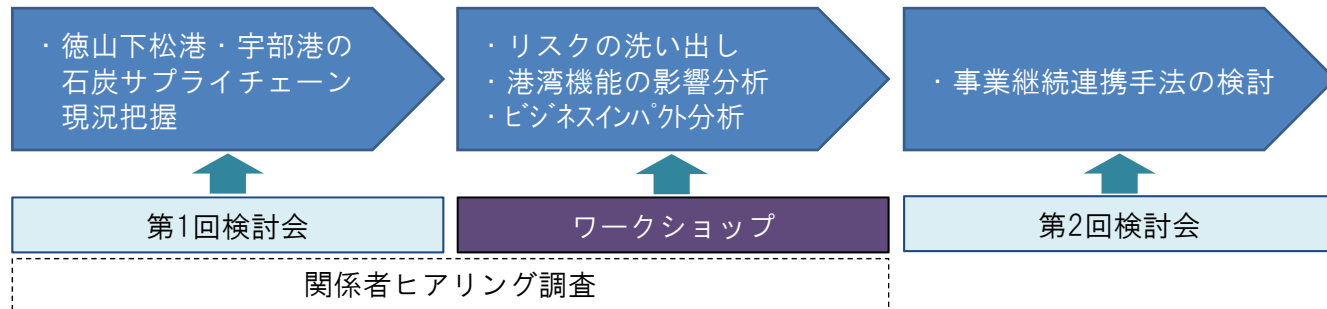 ・徳山下松港・宇部港の
石炭サプライチェーン
現況把握
・リスクの洗い出し
・港湾機能の影響分析
・ﾋﾞｼﾞﾈｽｲﾝﾊﾟｸﾄ分析
・事業継続連携手法の検討
第1回検討会
ワークショップ
第2回検討会
関係者ヒアリング調査